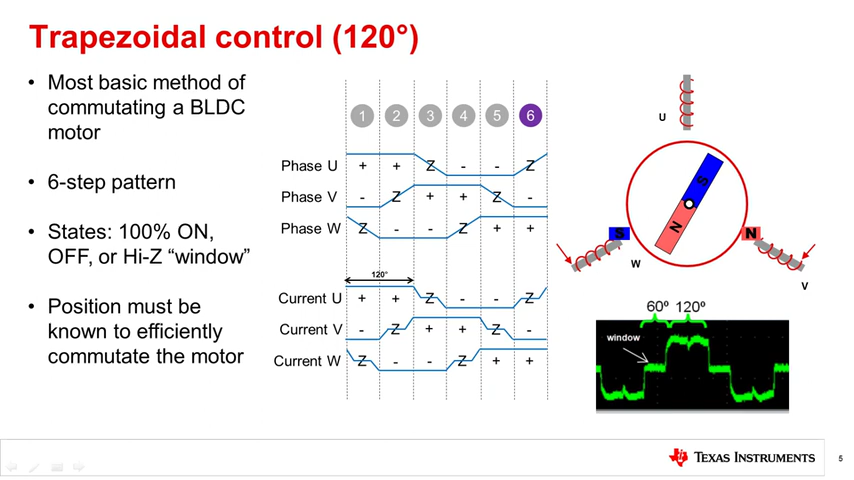 Trapezoidal control (120°)
• Most basic method of
commutating a BLDC
motor
• 6-step pattern
• States: 100% ON,
OFF, or Hi-Z “window”
• Position must be
known to efficiently
commutate the motor
1 2 3 4 5 6
Phase U + + Z - - Z
Phase V - Z + + Z -
Phase W Z - - Z + +
120°
Current U + + Z - - Z
Current V - Z + + Z -
Current W Z - - Z + +
U
S
N
S
N
W
V
60º 120º
window
TEXAS INSTRUMENTS
5